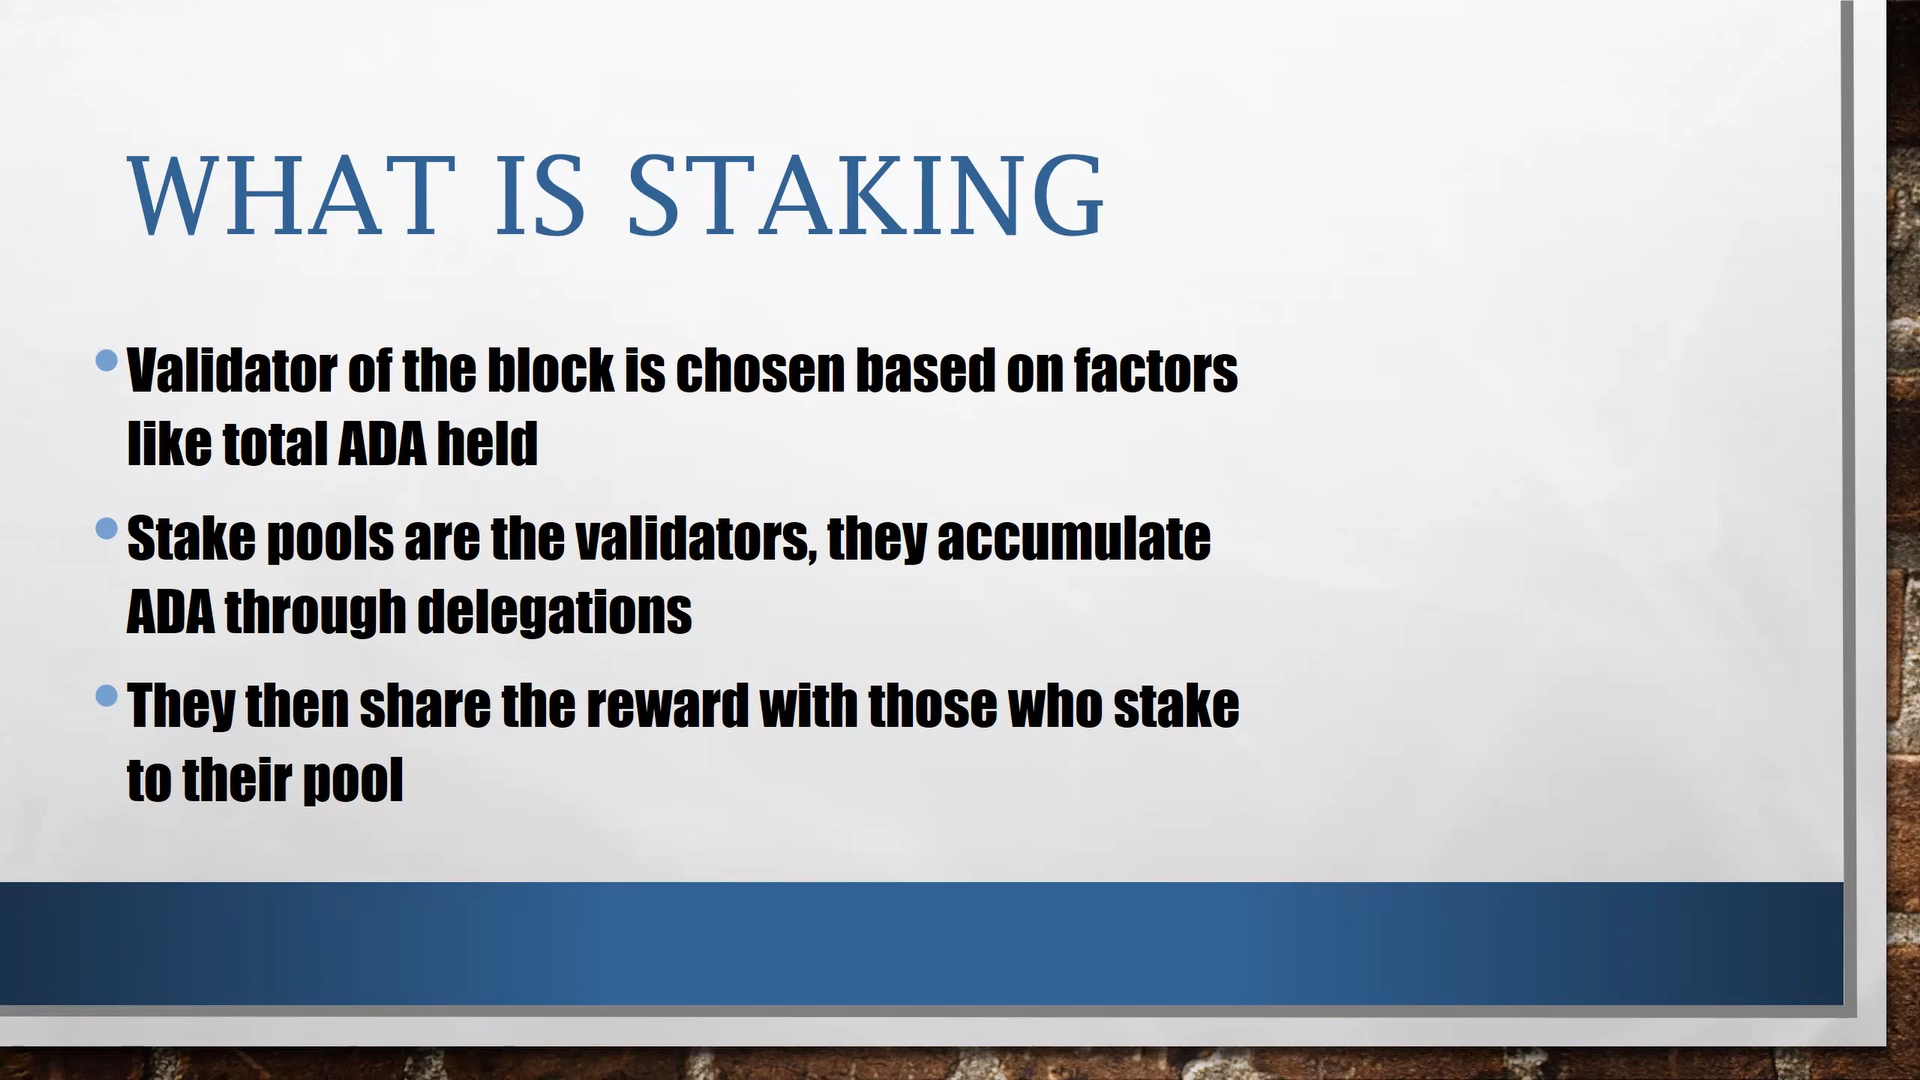 WHAT IS STAKING
• Validator of the block is chosen based on factors
like total ADA held
• Stake pools are the validators, they accumulate
ADA through delegations
• They then share the reward with those who stake
to their pool